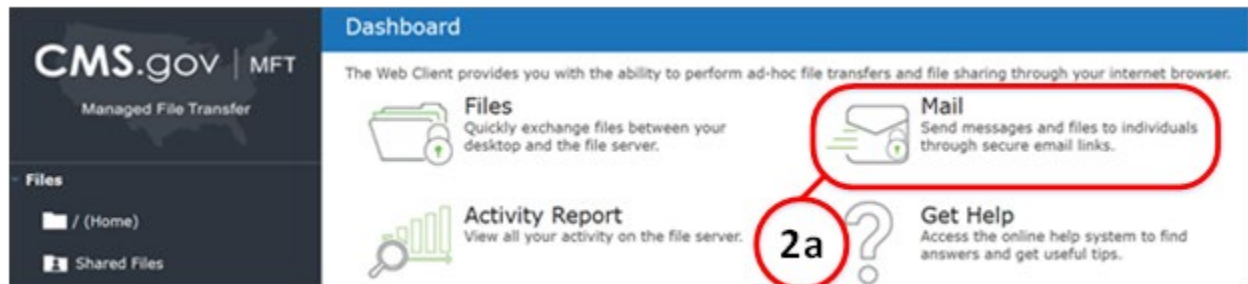 CMS.gov | MFT
Managed File Transfer
Files
/ (Home)
Shared Files
Dashboard
The Web Client provides you with the ability to perform ad-hoc file transfers and file sharing through your internet browser.
Files
Quickly exchange files between your
desktop and the file server.
Mail
Send messages and files to individuals
through secure email links.
Activity Report
View all your activity on the file server.
2a
Get Help
Access the online help system to find
answers and get useful tips.